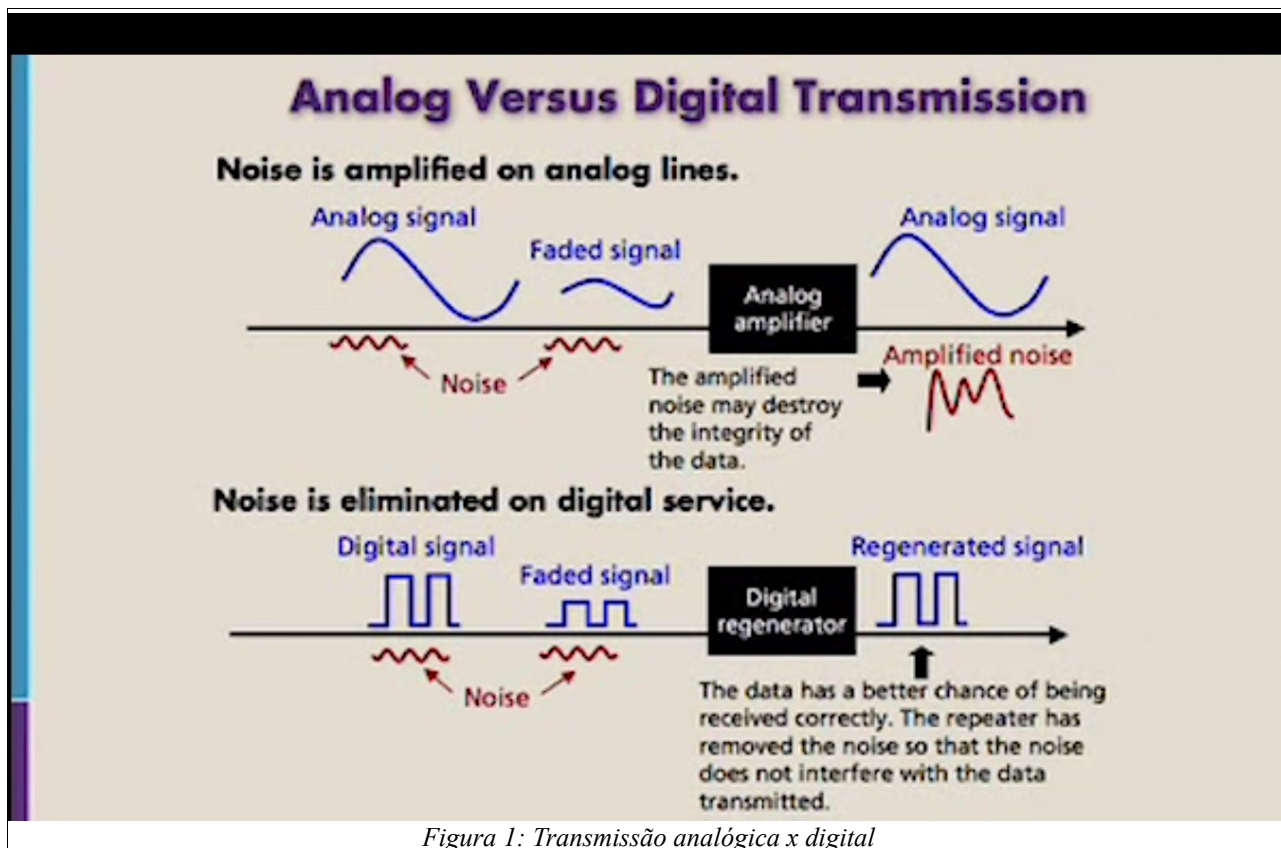 Analog Versus Digital Transmission
Noise is amplified on analog lines.
Analog signal
Faded signal
Analog signal
Analog
amplifier
Noise
Amplified noise
The amplified
noise may destroy
the integrity of
the data.
Noise is eliminated on digital service.
Digital signal
Faded signal
Regenerated signal
Digital
regenerator
Noise
The data has a better chance of being
received correctly. The repeater has
removed the noise so that the noise
does not interfere with the data
transmitted.
Figura 1: Transmissão analógica x digital